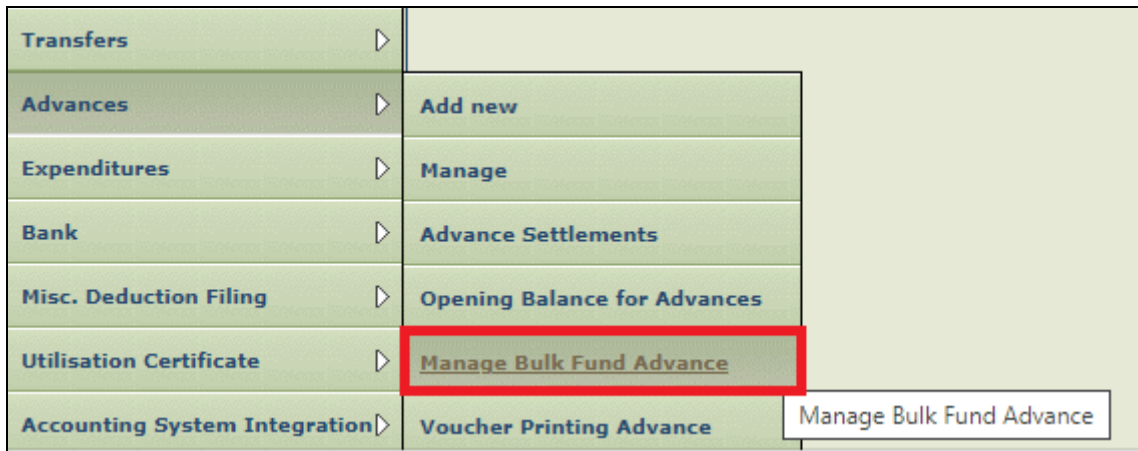 Transfers
Advances
Add new
Expenditures
Manage
Bank
Advance Settlements
Misc. Deduction Filing
Opening Balance for Advances
Utilisation Certificate
Manage Bulk Fund Advance
Accounting System Integration
Voucher Printing Advance
Manage Bulk Fund Advance